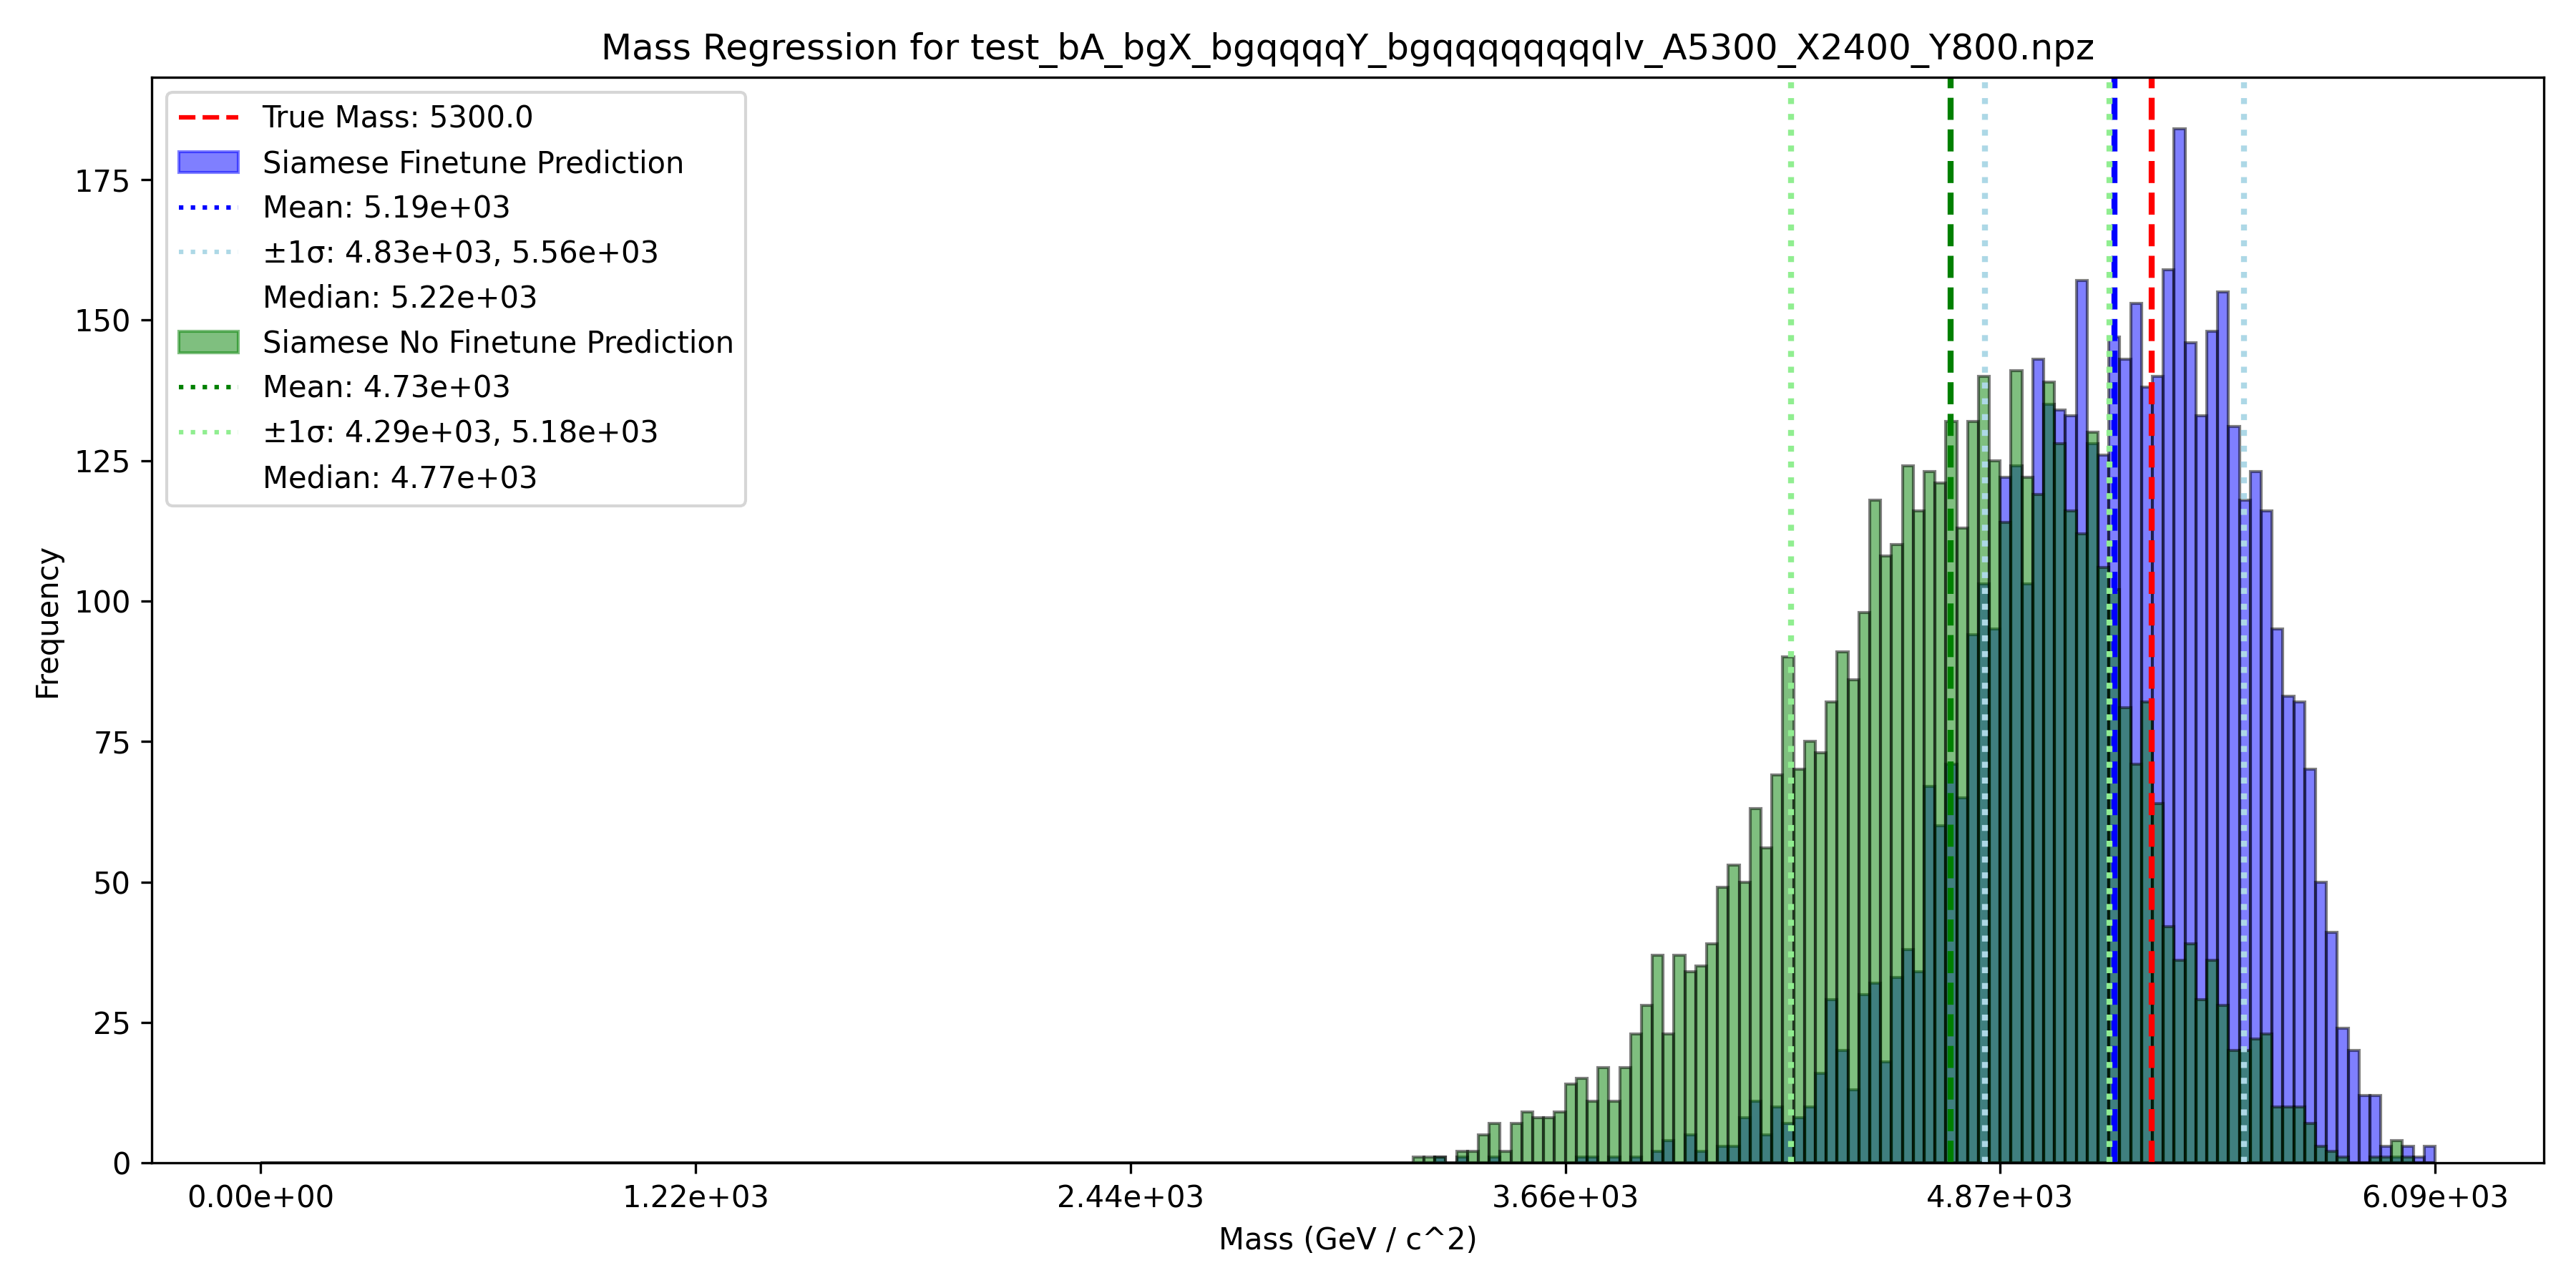 Mass Regression for test_bA_bgX_bgqqqqY_bgqqqqqqqqlv_A5300_X2400_Y800.npz
True Mass: 5300.0
Siamese Finetune Prediction
Mean: 5.19e+03
±1σ: 4.83e+03, 5.56e+03
Median: 5.22e+03
Siamese No Finetune Prediction
Mean: 4.73e+03
±1σ: 4.29e+03, 5.18e+03
Median: 4.77e+03
Frequency
175
150
125
100
75
50
25
0
0.00e+00 1.22e+03 2.44e+03 3.66e+03 4.87e+03 6.09e+03
Mass (GeV / c^2)